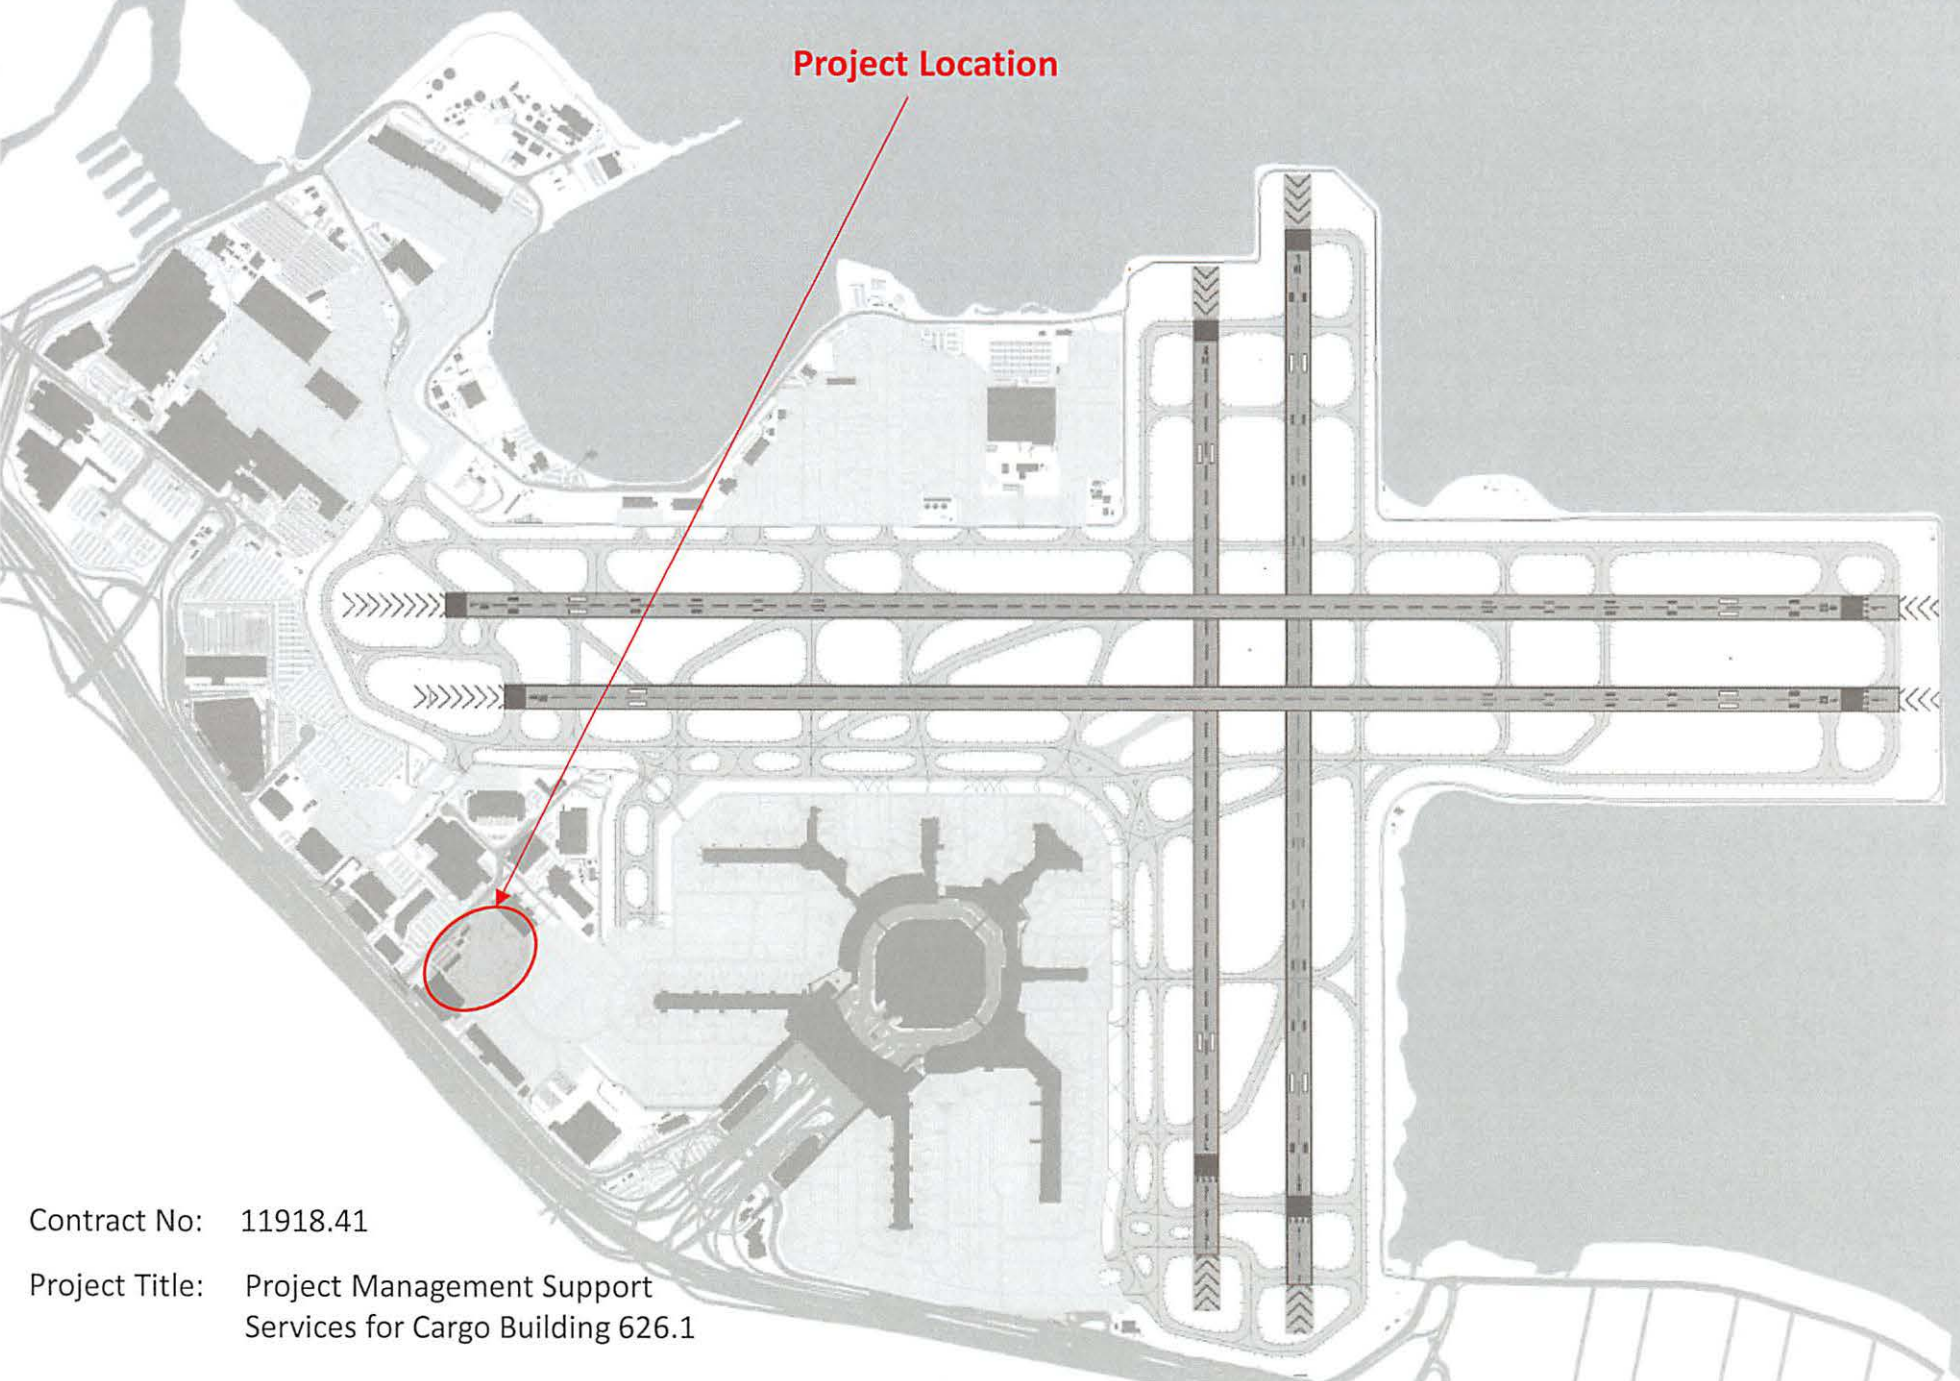 Project Location
Contract No: 11918.41
Project Title: Project Management Support
Services for Cargo Building 626.1